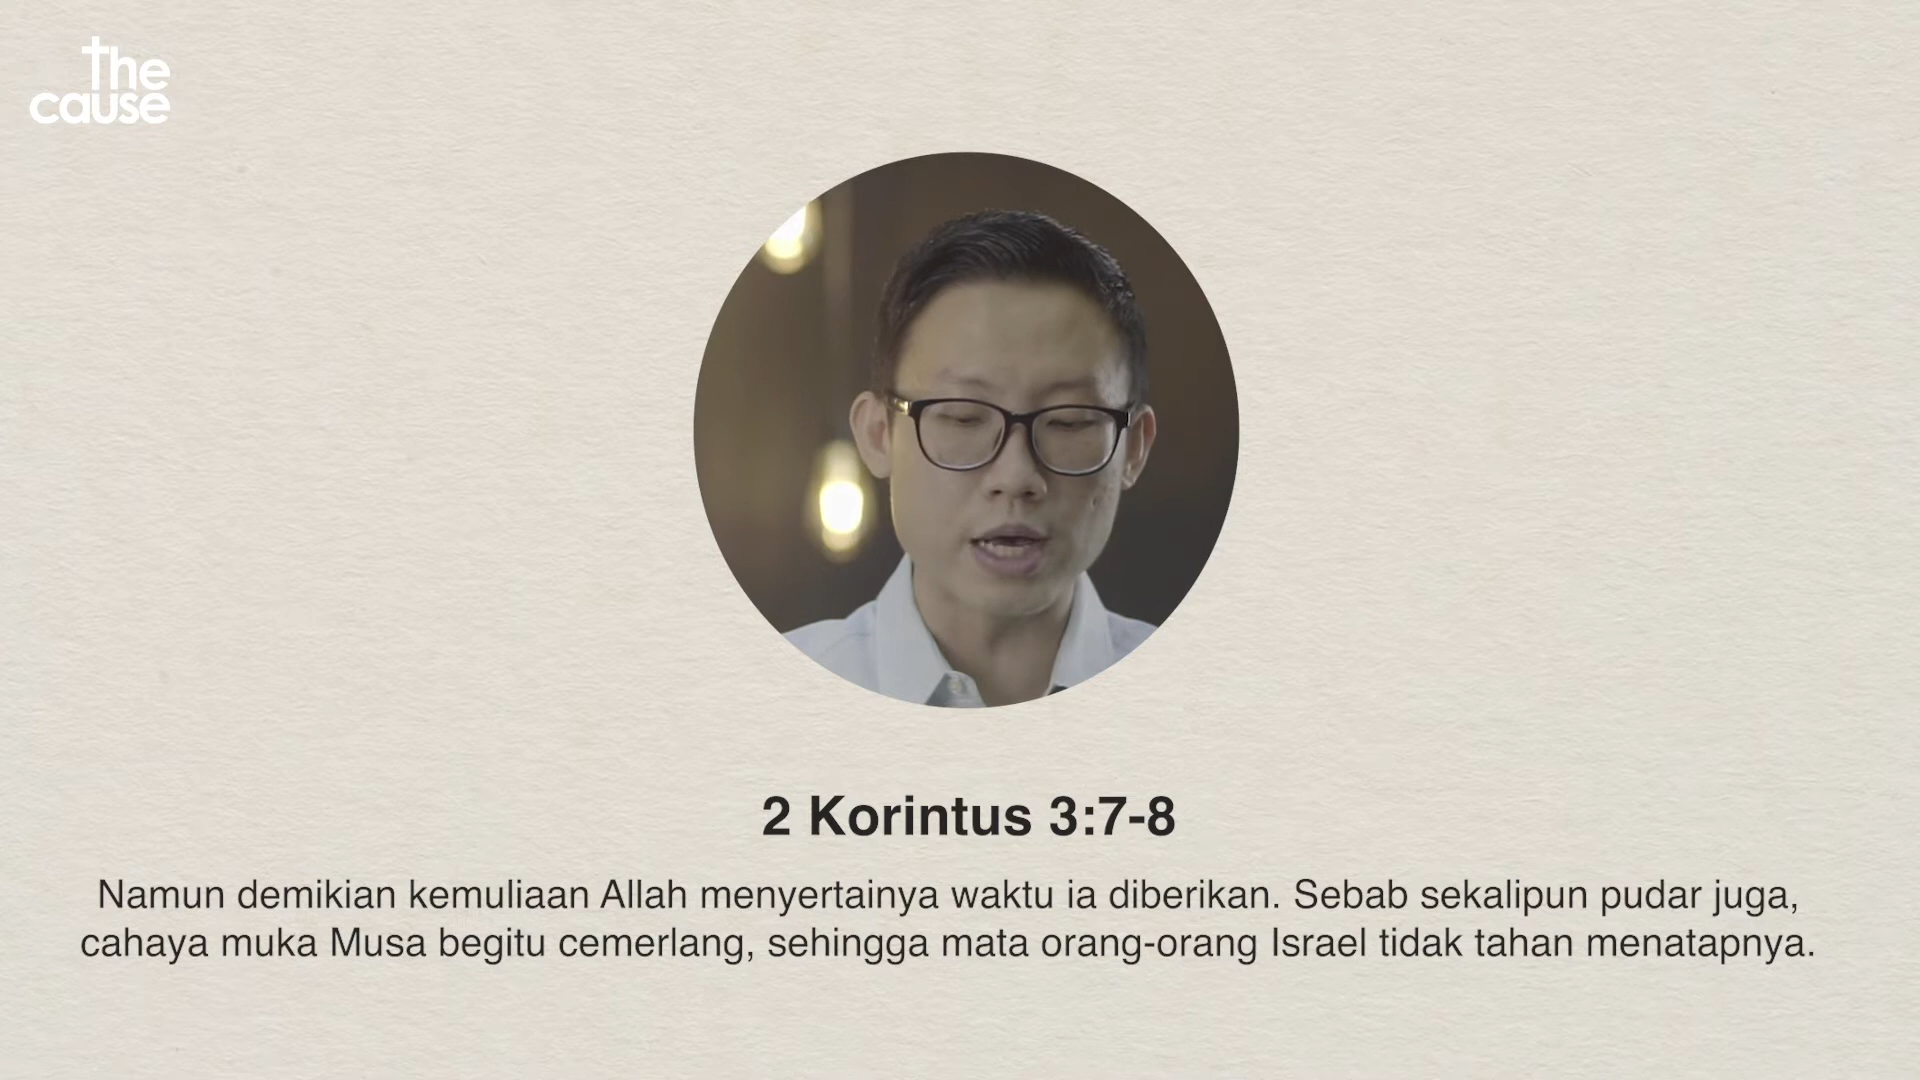 the
cause
2 Korintus 3:7-8
Namun demikian kemuliaan Allah menyertainya waktu ia diberikan. Sebab sekalipun pudar juga,
cahaya muka Musa begitu cemerlang, sehingga mata orang-orang Israel tidak tahan menatapnya.